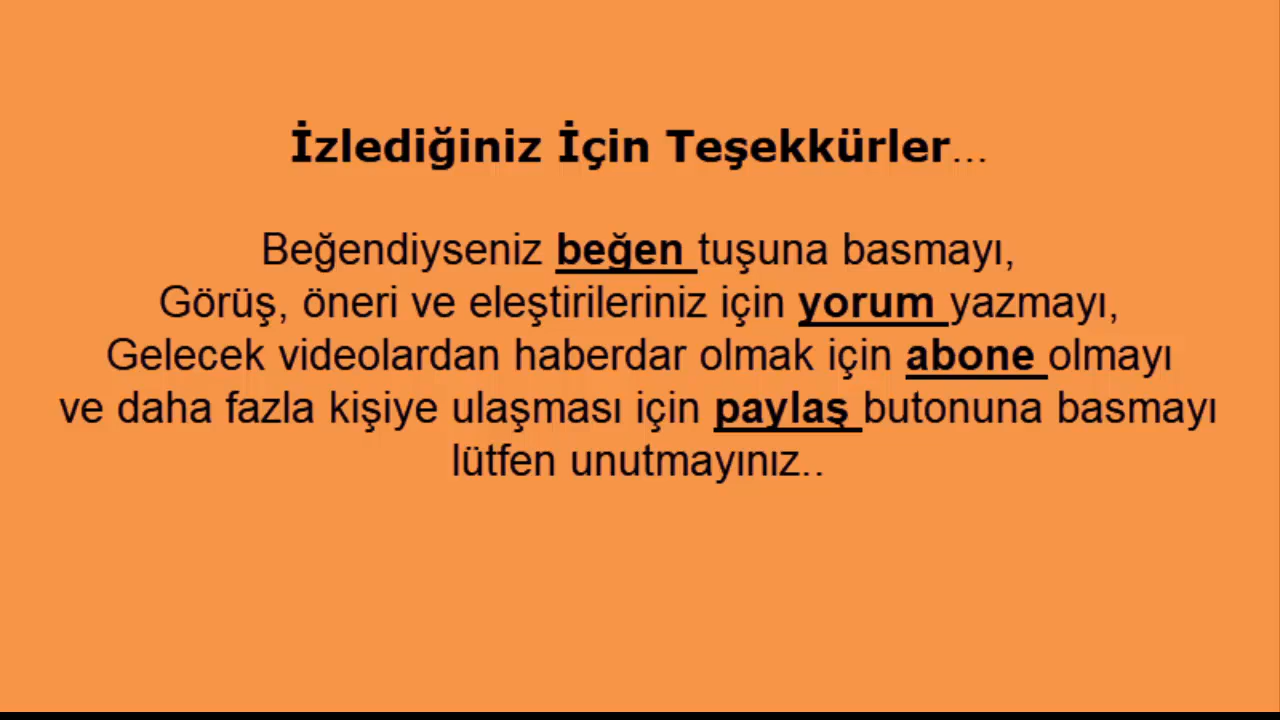 İzlediğiniz İçin Teşekkürler...
Beğendiyseniz beğen tuşuna basmayı,
Görüş, öneri ve eleştirileriniz için yorum yazmayı,
Gelecek videolardan haberdar olmak için abone olmayı
ve daha fazla kişiye ulaşması için paylaş butonuna basmayı
lütfen unutmayınız..